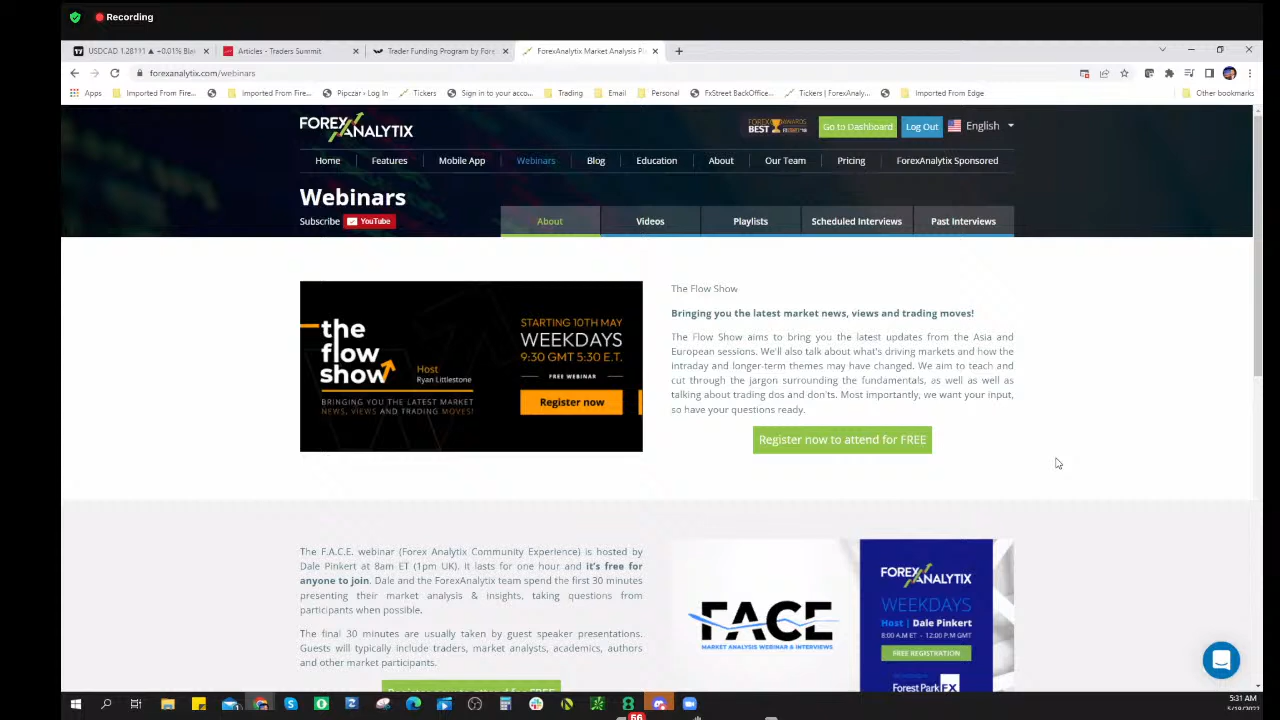 Recording
USDCAD 1.28191 ▲ +0.01%
Articles - Traders Summit
Trader Funding Program by For
ForexAnalytix Market Analysis Pl
forexanalytix.com/webinars
Apps
Imported From Fire...
Imported From Fire...
Pipczar › Log In
Tickers
Sign in to your acco...
Trading
Email
Personal
FxStreet BackOffice...
Tickers | ForexAnaly...
Imported From Edge
Other bookmarks
FOREX ANALYTIX
BEST
Go to Dashboard
Log Out
English
Home
Features
Mobile App
Webinars
Blog
Education
About
Our Team
Pricing
ForexAnalytix Sponsored
Webinars
Subscribe
YouTube
About
Videos
Playlists
Scheduled Interviews
Past Interviews
the
flow
show
Host
Ryan Littlestone
BRINGING YOU THE LATEST MARKET
NEWS, VIEWS AND TRADING MOVES!
STARTING 10TH MAY
WEEKDAYS
9:30 GMT 5:30 E.T.
FREE WEBINAR
Register now
The Flow Show
Bringing you the latest market news, views and trading moves!
The Flow Show aims to bring you the latest updates from the Asia and
European sessions. We'll also talk about what's driving markets and how the
intraday and longer-term themes may have changed. We aim to teach and
cut through the jargon surrounding the fundamentals, as well as well as
talking about trading dos and don'ts. Most importantly, we want your input,
so have your questions ready.
Register now to attend for FREE
The F.A.C.E. webinar (Forex Analytix Community Experience) is hosted by
Dale Pinkert at 8am ET (1pm UK). It lasts for one hour and it's free for
anyone to join. Dale and the ForexAnalytix team spend the first 30 minutes
presenting their market analysis & insights, taking questions from
participants when possible.
The final 30 minutes are usually taken by guest speaker presentations.
Guests will typically include traders, market analysts, academics, authors
and other market participants.
FACE
MARKET ANALYSIS WEBINAR & INTERVIEWS
FOREX ANALYTIX
WEEKDAYS
Host | Dale Pinkert
8:00 A.M ET - 12:00 P.M GMT
FREE REGISTRATION
Forest Park FX
5:31 AM
56